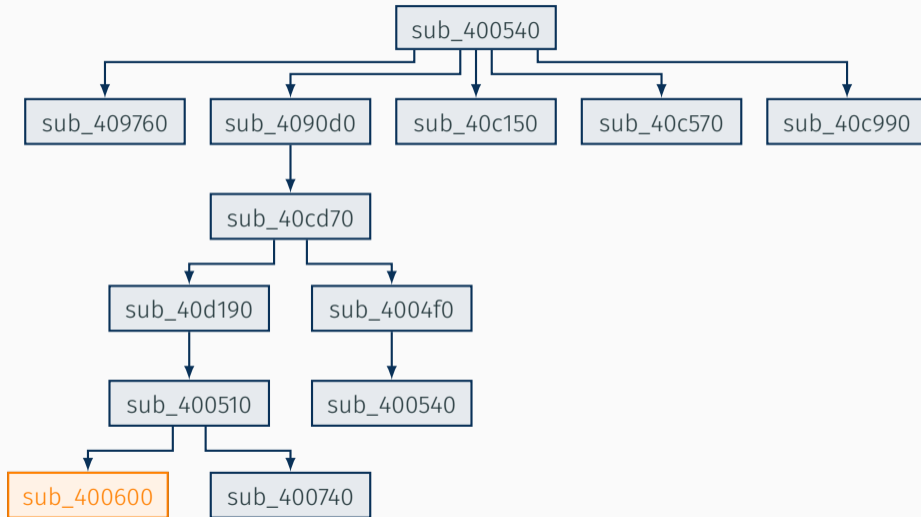 sub_400540
sub_409760 sub_4090d0 sub_40c150 sub_40c570 sub_40c990
sub_40cd70
sub_40d190 sub_4004f0
sub_400510 sub_400540
sub_400600 sub_400740